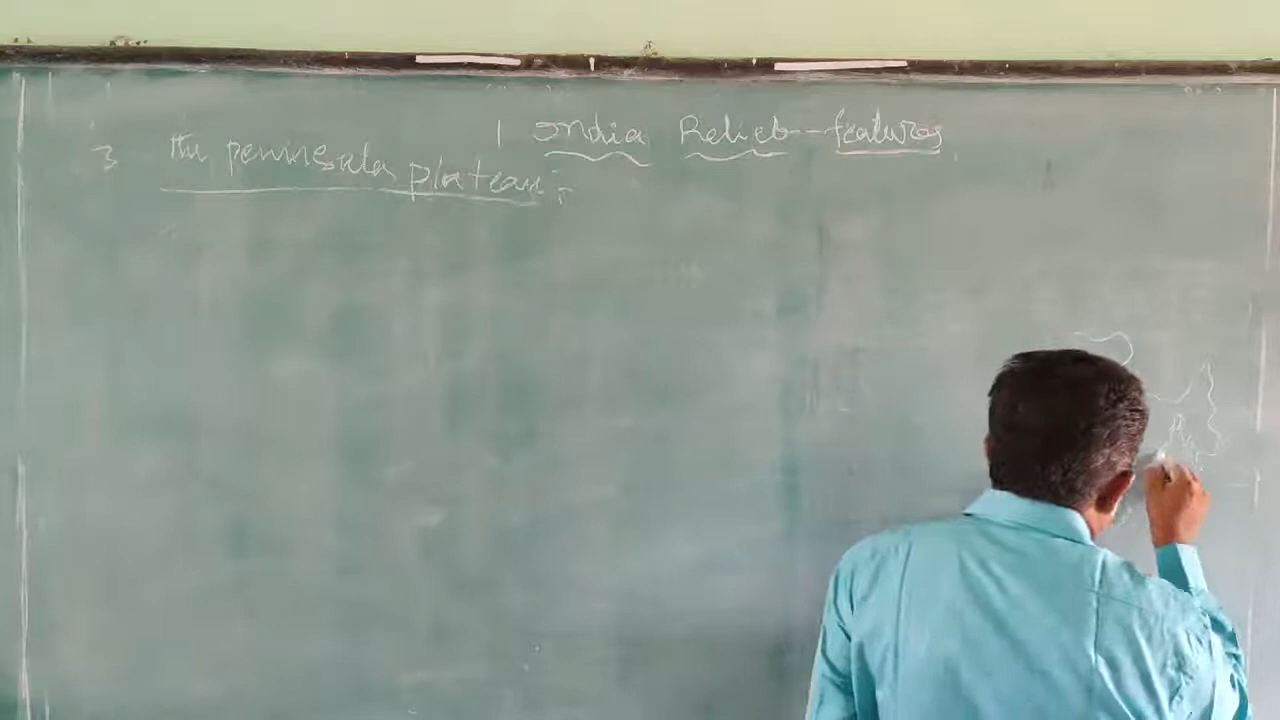 1 India Relief features
3 The peninsula plateau:-